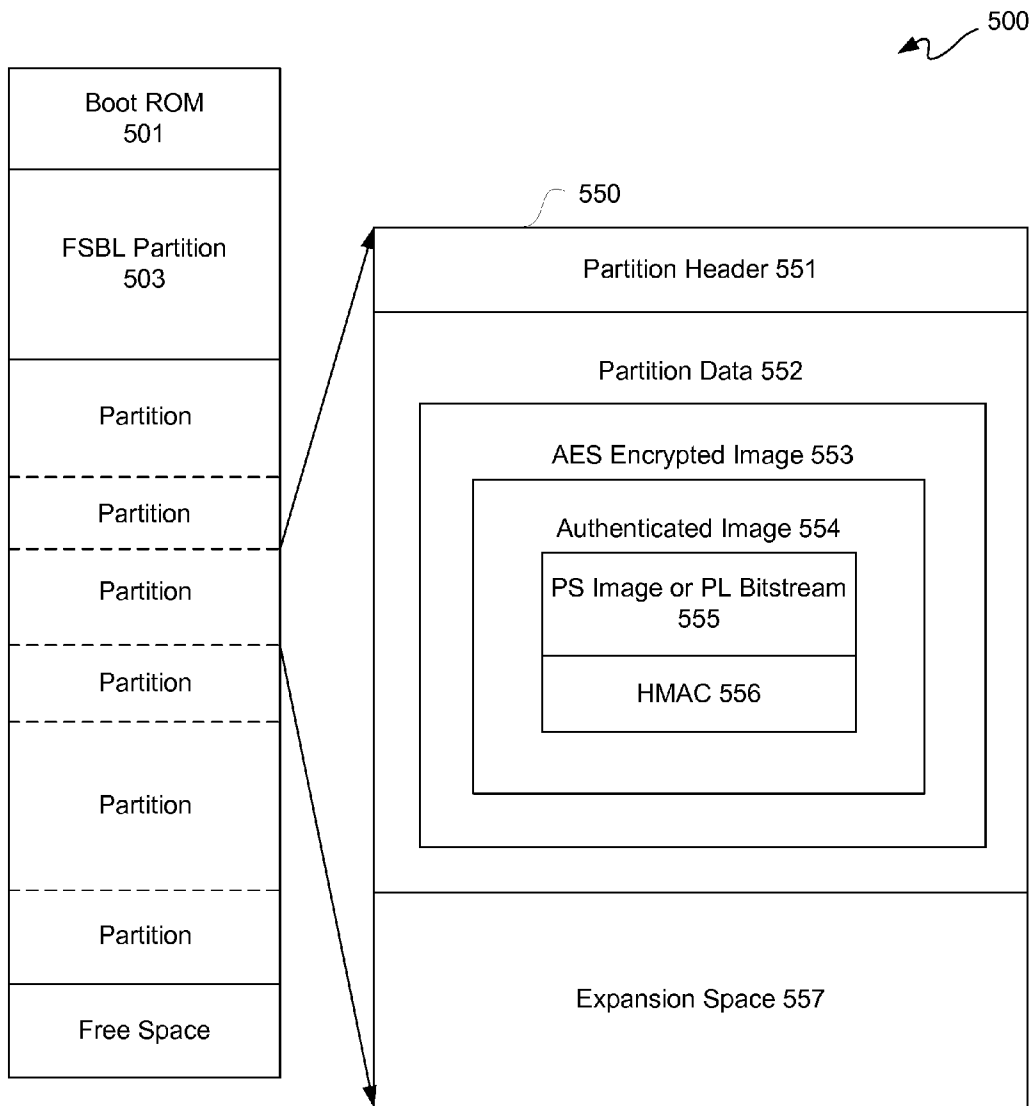 500
Boot ROM
501
FSBL Partition
503
Partition
Partition
Partition
Partition
Partition
Partition
Free Space
550
Partition Header 551
Partition Data 552
AES Encrypted Image 553
Authenticated Image 554
PS Image or PL Bitstream
555
HMAC 556
Expansion Space 557